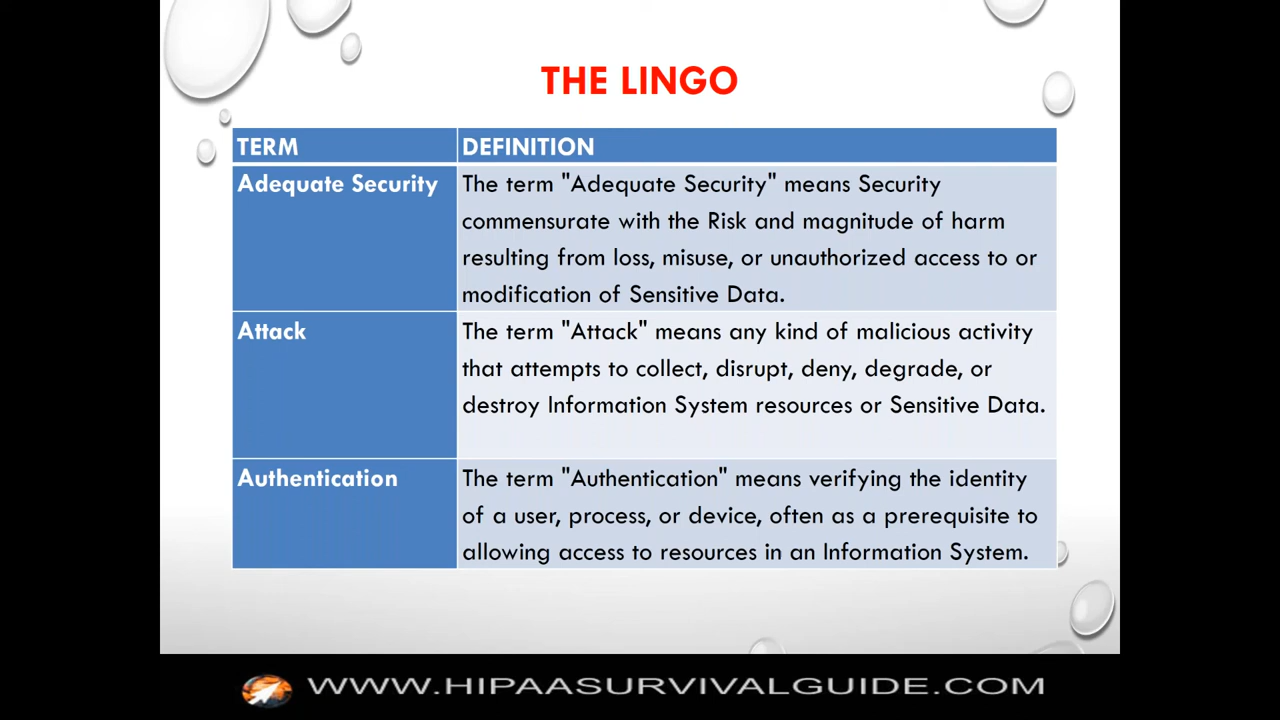 THE LINGO
TERM
DEFINITION
Adequate Security
The term "Adequate Security" means Security
commensurate with the Risk and magnitude of harm
resulting from loss, misuse, or unauthorized access to or
modification of Sensitive Data.
Attack
The term "Attack" means any kind of malicious activity
that attempts to collect, disrupt, deny, degrade, or
destroy Information System resources or Sensitive Data.
Authentication
The term "Authentication" means verifying the identity
of a user, process, or device, often as a prerequisite to
allowing access to resources in an Information System.
WWW.HIPAASURVIVALGUIDE.COM